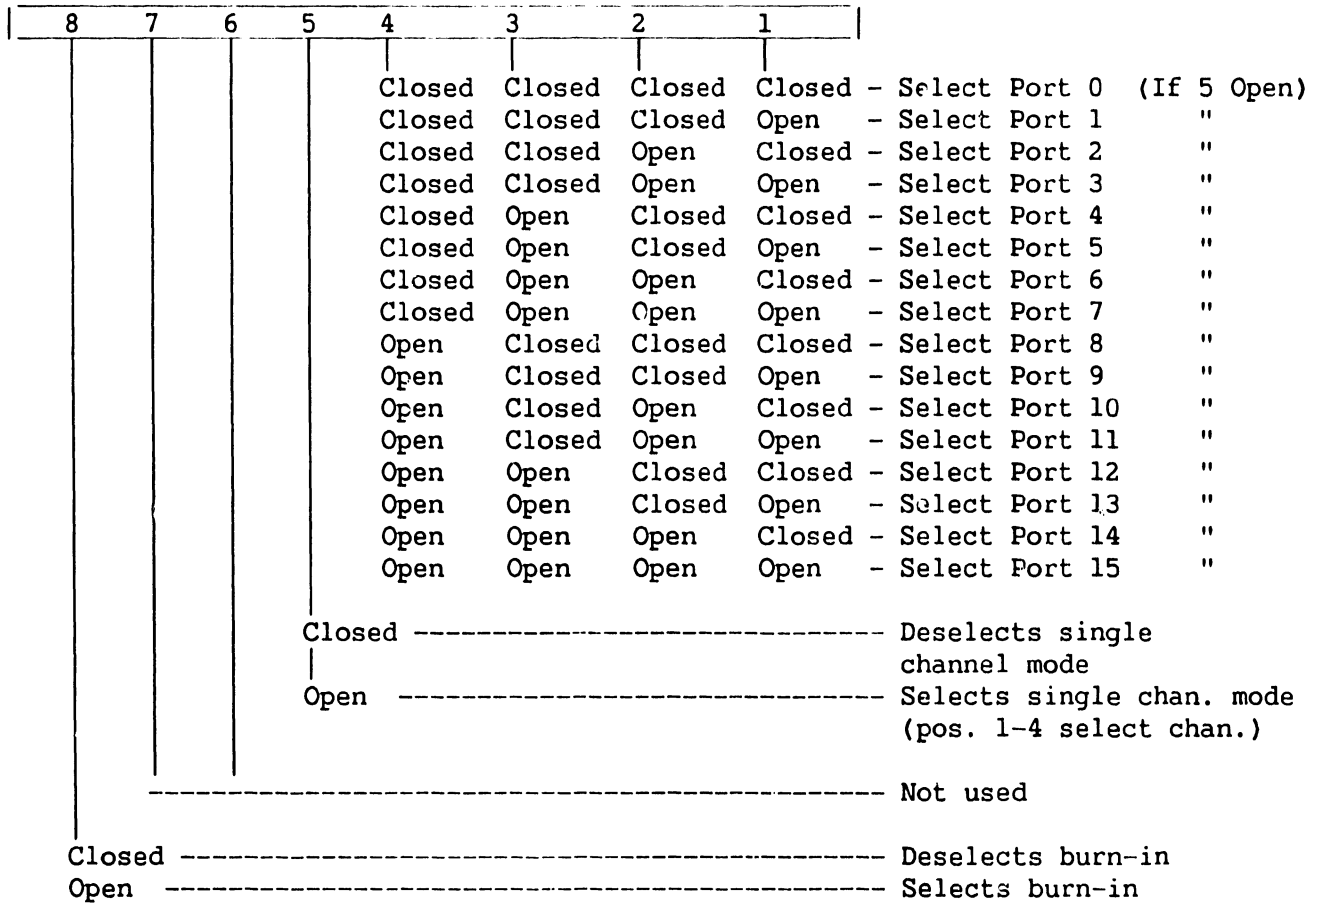 8 7 6 5 4 3 2 1
Closed Closed Closed Closed - Select Port 0 (If 5 Open)
Closed Closed Closed Open - Select Port 1 "
Closed Closed Open Closed - Select Port 2 "
Closed Closed Open Open - Select Port 3 "
Closed Open Closed Closed - Select Port 4 "
Closed Open Closed Open - Select Port 5 "
Closed Open Open Closed - Select Port 6 "
Closed Open Open Open - Select Port 7 "
Open Closed Closed Closed - Select Port 8 "
Open Closed Closed Open - Select Port 9 "
Open Closed Open Closed - Select Port 10 "
Open Closed Open Open - Select Port 11 "
Open Open Closed Closed - Select Port 12 "
Open Open Closed Open - Select Port 13 "
Open Open Open Closed - Select Port 14 "
Open Open Open Open - Select Port 15 "
Closed ------------------------------ Deselects single
channel mode
Open ------------------------------- Selects single chan. mode
(pos. 1-4 select chan.)
---------------------------------------------- Not used
Closed -------------------------------------------- Deselects burn-in
Open --------------------------------------------- Selects burn-in